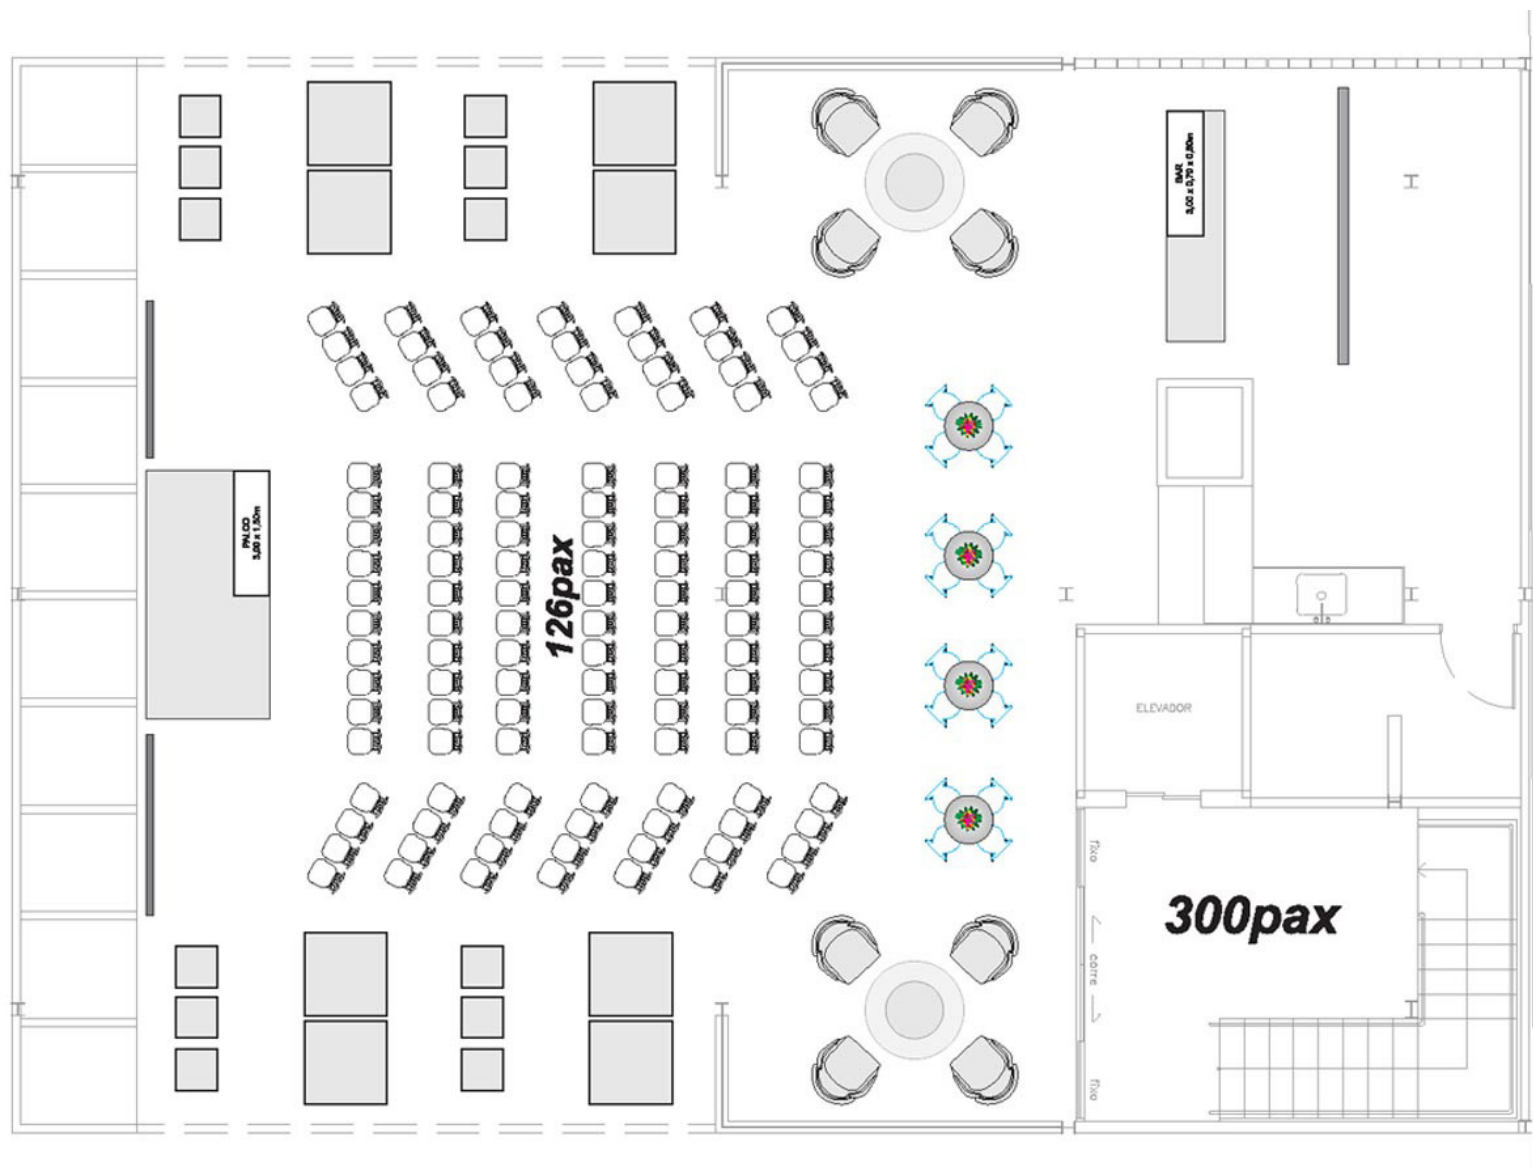 BAR
3,00 x 0,70 x 0,80m
PALCO
3,00 x 1,50m
126pax
ELEVADOR
fixo
300pax
corre
fixo